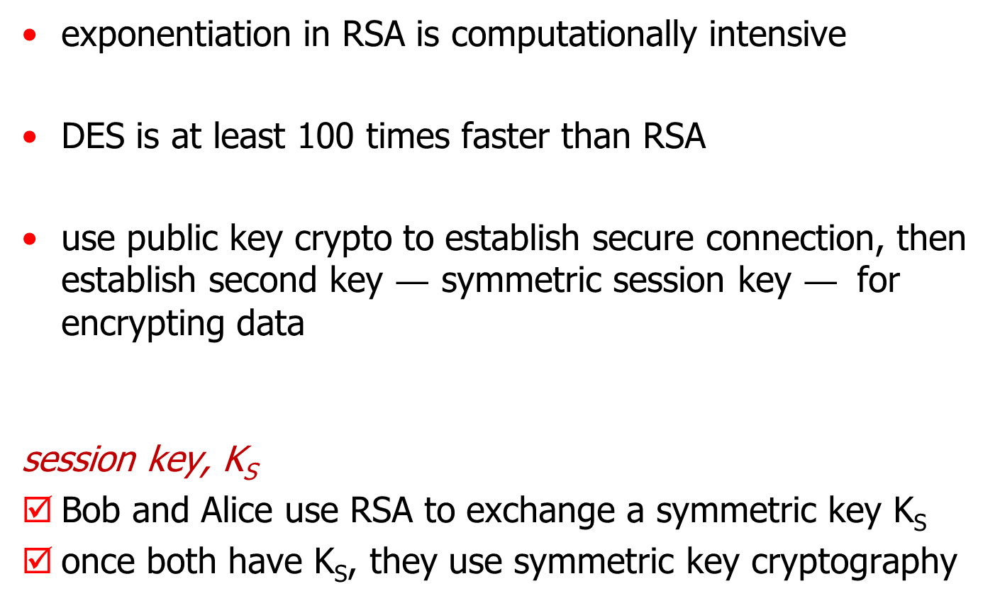 • exponentiation in RSA is computationally intensive
• DES is at least 100 times faster than RSA
• use public key crypto to establish secure connection, then
establish second key — symmetric session key — for
encrypting data
session key, K_S
☑ Bob and Alice use RSA to exchange a symmetric key K_S
☑ once both have K_S, they use symmetric key cryptography